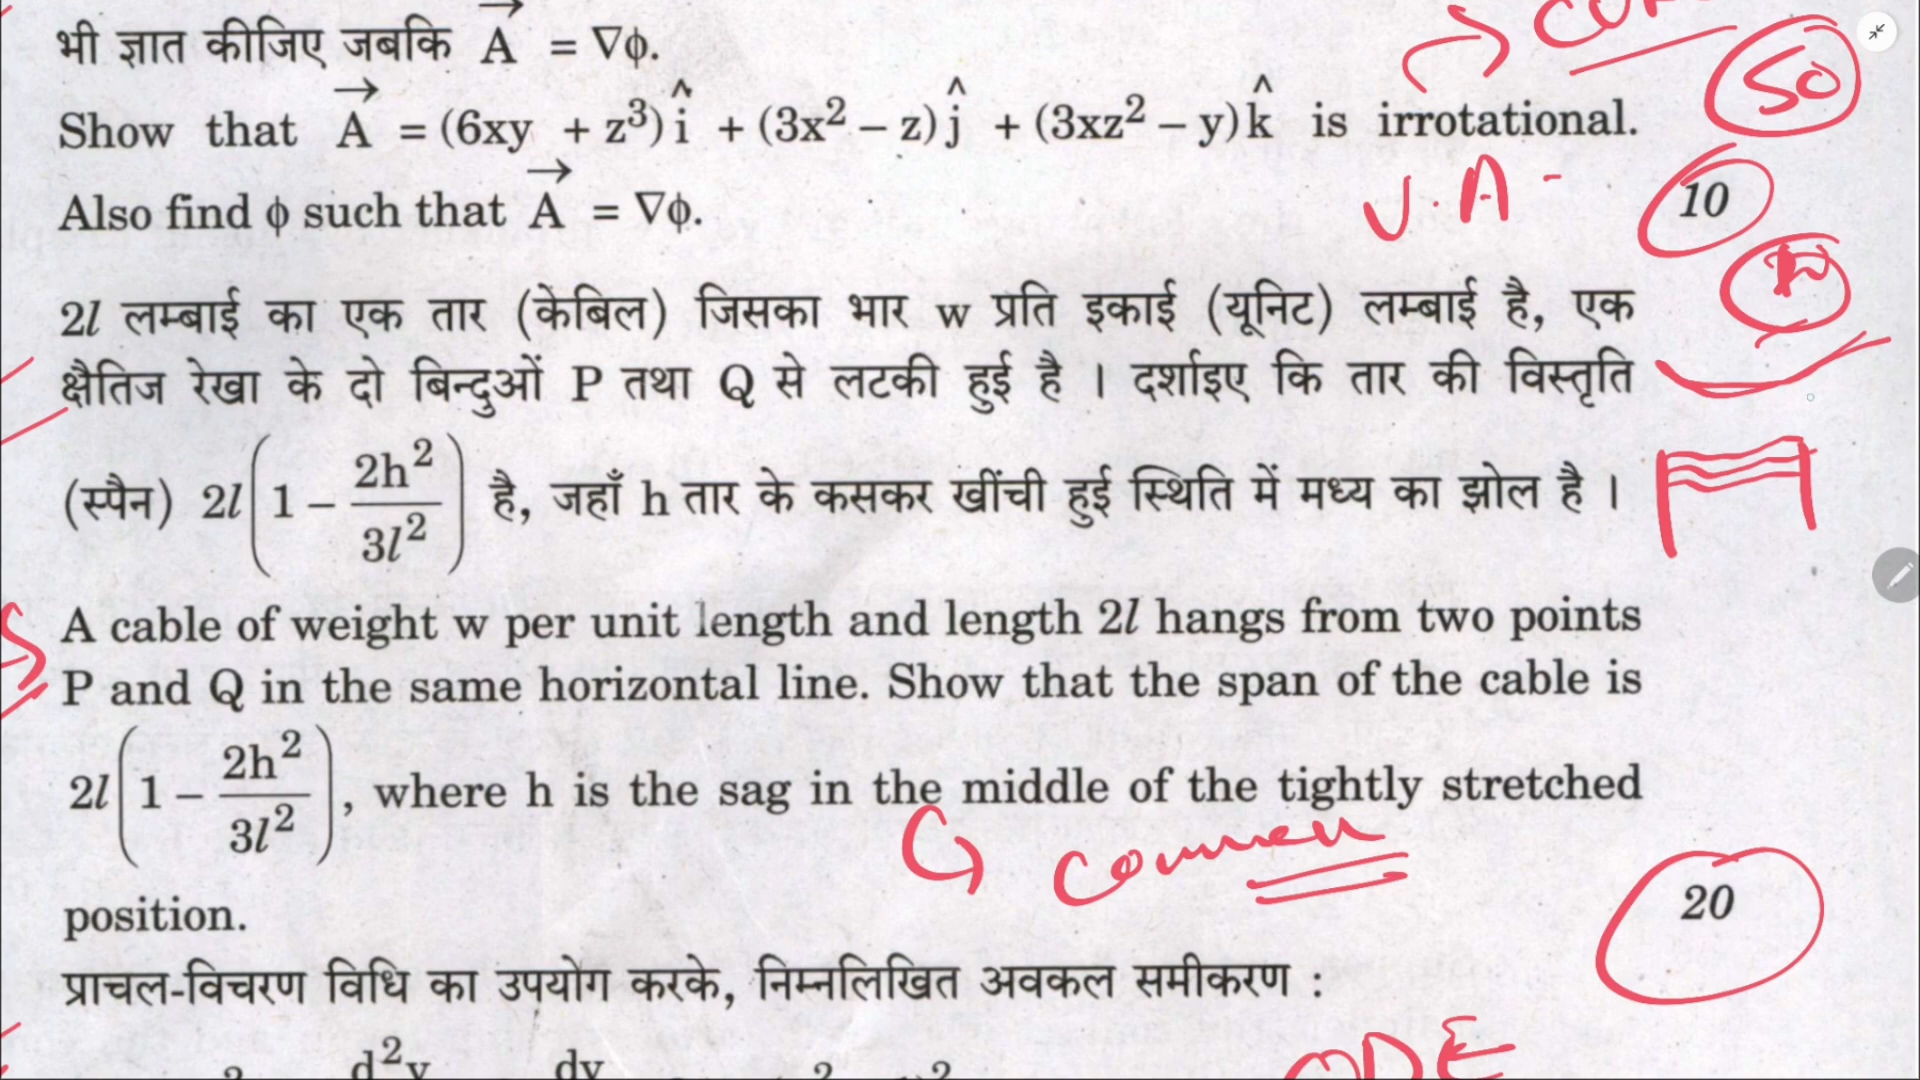 भी ज्ञात कीजिए जबकि A⃗ = ∇ϕ.
Show that A⃗ = (6xy + z³) î + (3x² – z) ĵ + (3xz² – y) k̂ is irrotational.
Also find ϕ such that A⃗ = ∇ϕ.
10
50
2l लम्बाई का एक तार (केबिल) जिसका भार w प्रति इकाई (यूनिट) लम्बाई है, एक
क्षैतिज रेखा के दो बिन्दुओं P तथा Q से लटकी हुई है । दर्शाइए कि तार की विस्तृति
(स्पैन) 2l(1 – 2h²/3l²) है, जहाँ h तार के कसकर खींची हुई स्थिति में मध्य का झोल है ।
A cable of weight w per unit length and length 2l hangs from two points
P and Q in the same horizontal line. Show that the span of the cable is
2l(1 – 2h²/3l²), where h is the sag in the middle of the tightly stretched
position.
20
प्राचल-विचरण विधि का उपयोग करके, निम्नलिखित अवकल समीकरण :
ODE